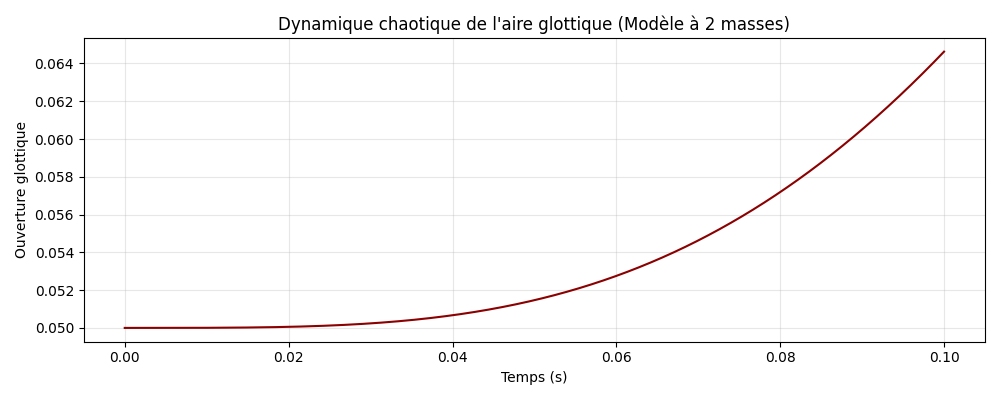 Dynamique chaotique de l'aire glottique (Modèle à 2 masses)
0.064
0.062
0.060
0.058
0.056
0.054
0.052
0.050
Ouverture glottique
0.00 0.02 0.04 0.06 0.08 0.10
Temps (s)